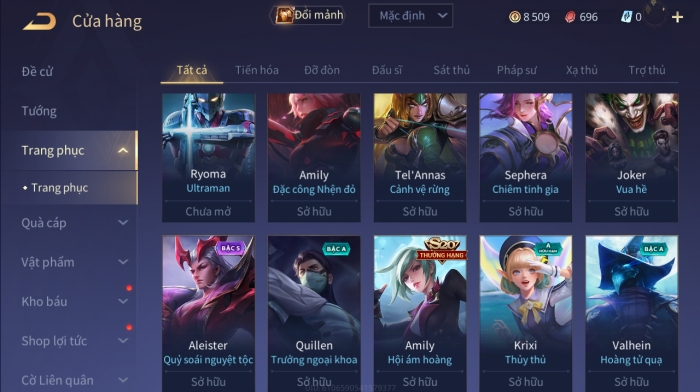 Cửa hàng
Đổi mảnh
Mặc định
8 509
696
0
Đề cử
Tướng
Trang phục
Trang phục
Quà cáp
Vật phẩm
Kho báu
Shop lợi tức
Cờ Liên quân
Tất cả Tiến hóa Đỡ đòn Đấu sĩ Sát thủ Pháp sư Xạ thủ Trợ thủ
Ryoma
Ultraman
Chưa mở
Amily
Đặc công Nhện đỏ
Sở hữu
Tel'Annas
Cảnh vệ rừng
Sở hữu
Sephera
Chiêm tinh gia
Sở hữu
Joker
Vua hề
Sở hữu
BẬC S
Aleister
Quỷ soái nguyệt tộc
Sở hữu
BẬC A
Quillen
Trưởng ngoại khoa
Sở hữu
S20
THƯỞNG HẠNG
Amily
Hội ám hoàng
Sở hữu
A
HỮU HẠN
Krixi
Thủy thủ
Sở hữu
BẬC A
Valhein
Hoàng tử quạ
Sở hữu